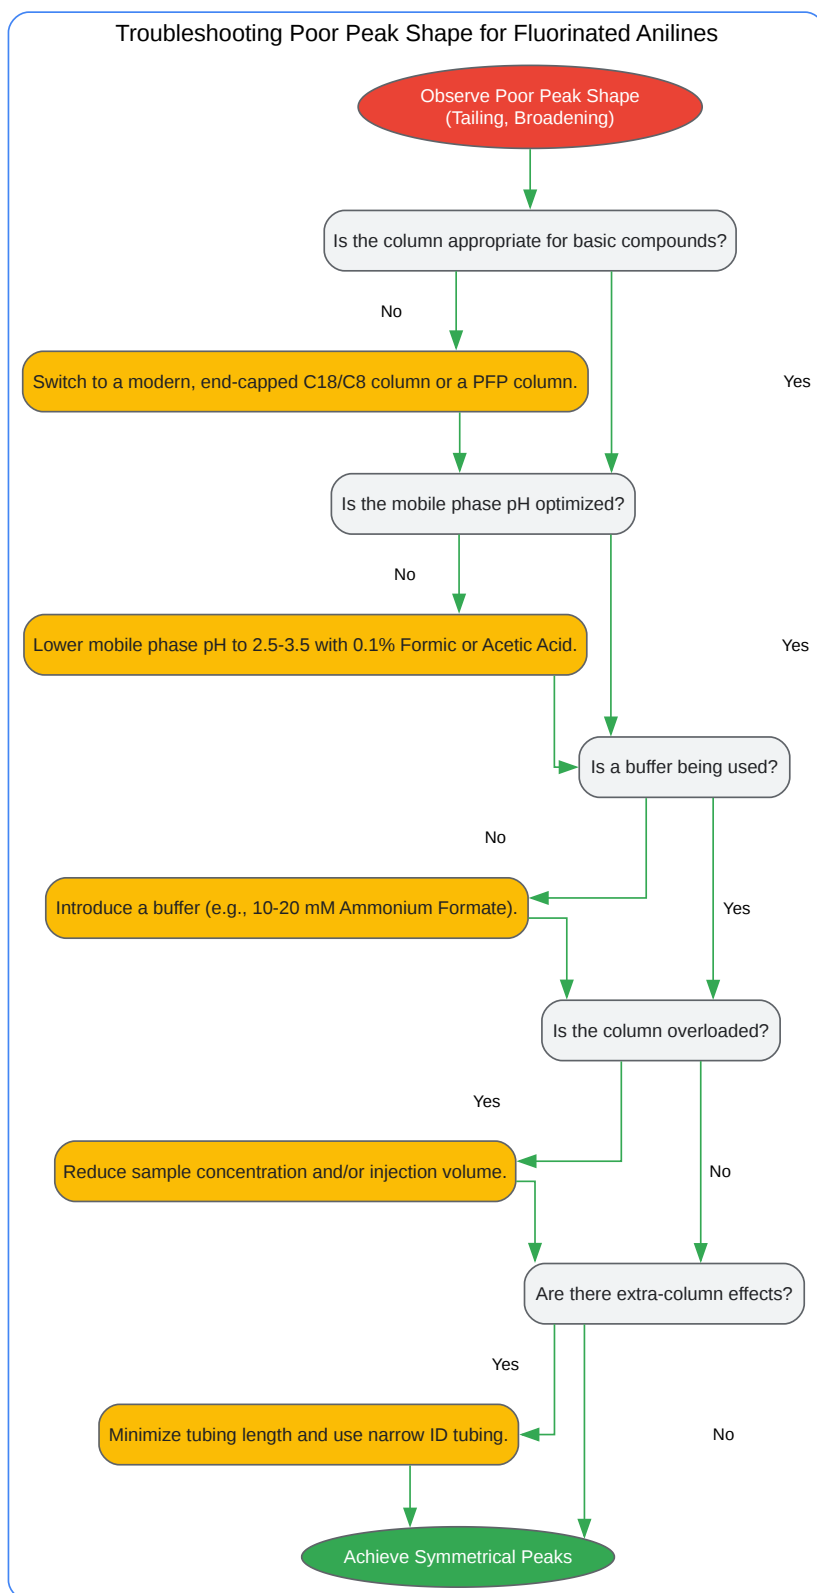 Troubleshooting Poor Peak Shape for Fluorinated Anilines
Observe Poor Peak Shape
(Tailing, Broadening)
Is the column appropriate for basic compounds?
No
Switch to a modern, end-capped C18/C8 column or a PFP column.
Yes
Is the mobile phase pH optimized?
No
Lower mobile phase pH to 2.5-3.5 with 0.1% Formic or Acetic Acid.
Yes
Is a buffer being used?
No
Introduce a buffer (e.g., 10-20 mM Ammonium Formate).
Yes
Is the column overloaded?
Yes
Reduce sample concentration and/or injection volume.
No
Are there extra-column effects?
Yes
Minimize tubing length and use narrow ID tubing.
No
Achieve Symmetrical Peaks